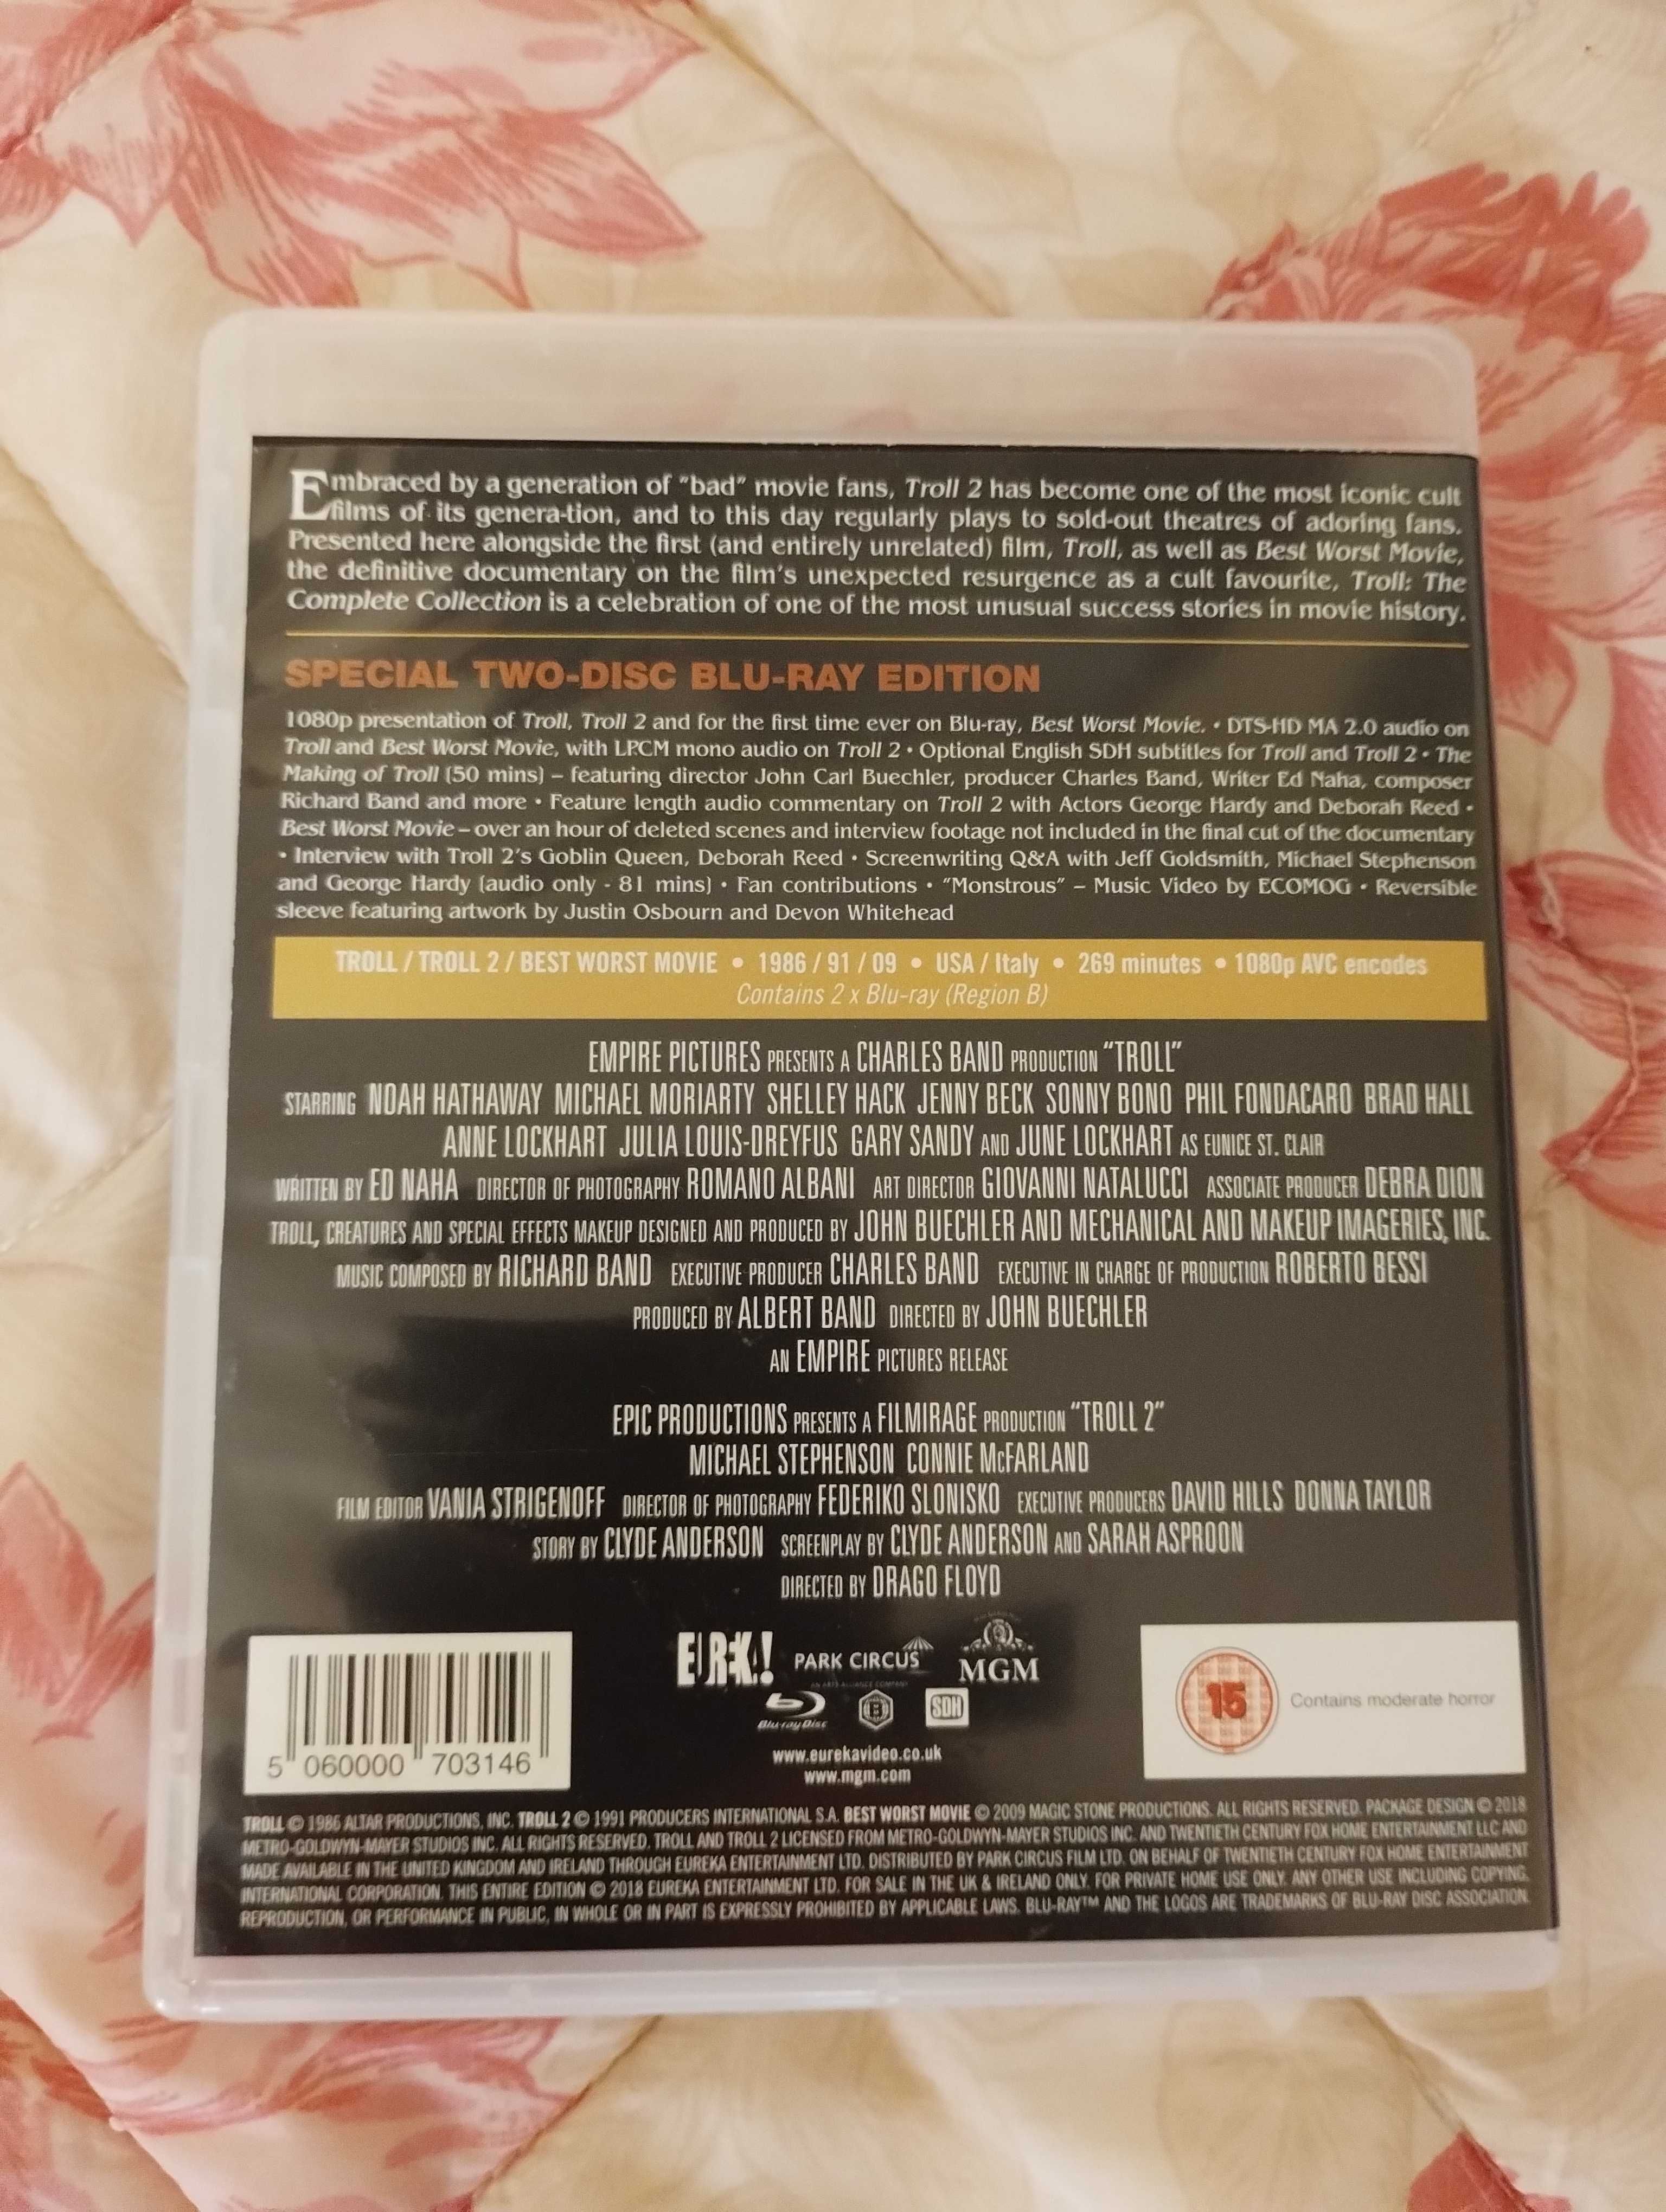 Embraced by a generation of "bad" movie fans, Troll 2 has become one of the most iconic cult
films of its genera-tion, and to this day regularly plays to sold-out theatres of adoring fans.
Presented here alongside the first (and entirely unrelated) film, Troll, as well as Best Worst Movie,
the definitive documentary on the film's unexpected resurgence as a cult favourite, Troll: The
Complete Collection is a celebration of one of the most unusual success stories in movie history.
SPECIAL TWO-DISC BLU-RAY EDITION
1080p presentation of Troll, Troll 2 and for the first time ever on Blu-ray, Best Worst Movie. • DTS-HD MA 2.0 audio on
Troll and Best Worst Movie, with LPCM mono audio on Troll 2 • Optional English SDH subtitles for Troll and Troll 2 • The
Making of Troll (50 mins) – featuring director John Carl Buechler, producer Charles Band, Writer Ed Naha, composer
Richard Band and more • Feature length audio commentary on Troll 2 with Actors George Hardy and Deborah Reed •
Best Worst Movie – over an hour of deleted scenes and interview footage not included in the final cut of the documentary
• Interview with Troll 2's Goblin Queen, Deborah Reed • Screenwriting Q&A with Jeff Goldsmith, Michael Stephenson
and George Hardy (audio only - 81 mins) • Fan contributions • "Monstrous" – Music Video by ECOMOG • Reversible
sleeve featuring artwork by Justin Osbourn and Devon Whitehead
TROLL / TROLL 2 / BEST WORST MOVIE • 1986 / 91 / 09 • USA / Italy • 269 minutes • 1080p AVC encodes
Contains 2 x Blu-ray (Region B)
EMPIRE PICTURES PRESENTS A CHARLES BAND PRODUCTION "TROLL"
STARRING NOAH HATHAWAY MICHAEL MORIARTY SHELLEY HACK JENNY BECK SONNY BONO PHIL FONDACARO BRAD HALL
ANNE LOCKHART JULIA LOUIS-DREYFUS GARY SANDY AND JUNE LOCKHART AS EUNICE ST. CLAIR
WRITTEN BY ED NAHA DIRECTOR OF PHOTOGRAPHY ROMANO ALBANI ART DIRECTOR GIOVANNI NATALUCCI ASSOCIATE PRODUCER DEBRA DION
TROLL, CREATURES AND SPECIAL EFFECTS MAKEUP DESIGNED AND PRODUCED BY JOHN BUECHLER AND MECHANICAL AND MAKEUP IMAGERIES, INC.
MUSIC COMPOSED BY RICHARD BAND EXECUTIVE PRODUCER CHARLES BAND EXECUTIVE IN CHARGE OF PRODUCTION ROBERTO BESSI
PRODUCED BY ALBERT BAND DIRECTED BY JOHN BUECHLER
AN EMPIRE PICTURES RELEASE
EPIC PRODUCTIONS PRESENTS A FILMIRAGE PRODUCTION "TROLL 2"
MICHAEL STEPHENSON CONNIE McFARLAND
FILM EDITOR VANIA STRIGENOFF DIRECTOR OF PHOTOGRAPHY FEDERIKO SLONISKO EXECUTIVE PRODUCERS DAVID HILLS DONNA TAYLOR
STORY BY CLYDE ANDERSON SCREENPLAY BY CLYDE ANDERSON AND SARAH ASPROON
DIRECTED BY DRAGO FLOYD
EUREKA! PARK CIRCUS MGM
AN ARTS ALLIANCE COMPANY
Blu-ray Disc SDH
www.eurekavideo.co.uk
www.mgm.com
5 060000 703146
15 Contains moderate horror
TROLL © 1986 ALTAR PRODUCTIONS, INC. TROLL 2 © 1991 PRODUCERS INTERNATIONAL S.A. BEST WORST MOVIE © 2009 MAGIC STONE PRODUCTIONS. ALL RIGHTS RESERVED. PACKAGE DESIGN © 2018
METRO-GOLDWYN-MAYER STUDIOS INC. ALL RIGHTS RESERVED. TROLL AND TROLL 2 LICENSED FROM METRO-GOLDWYN-MAYER STUDIOS INC. AND TWENTIETH CENTURY FOX HOME ENTERTAINMENT LLC AND
MADE AVAILABLE IN THE UNITED KINGDOM AND IRELAND THROUGH EUREKA ENTERTAINMENT LTD. DISTRIBUTED BY PARK CIRCUS FILM LTD. ON BEHALF OF TWENTIETH CENTURY FOX HOME ENTERTAINMENT
INTERNATIONAL CORPORATION. THIS ENTIRE EDITION © 2018 EUREKA ENTERTAINMENT LTD. FOR SALE IN THE UK & IRELAND ONLY. FOR PRIVATE HOME USE ONLY. ANY OTHER USE INCLUDING COPYING,
REPRODUCTION, OR PERFORMANCE IN PUBLIC, IN WHOLE OR IN PART IS EXPRESSLY PROHIBITED BY APPLICABLE LAWS. BLU-RAY™ AND THE LOGOS ARE TRADEMARKS OF BLU-RAY DISC ASSOCIATION.